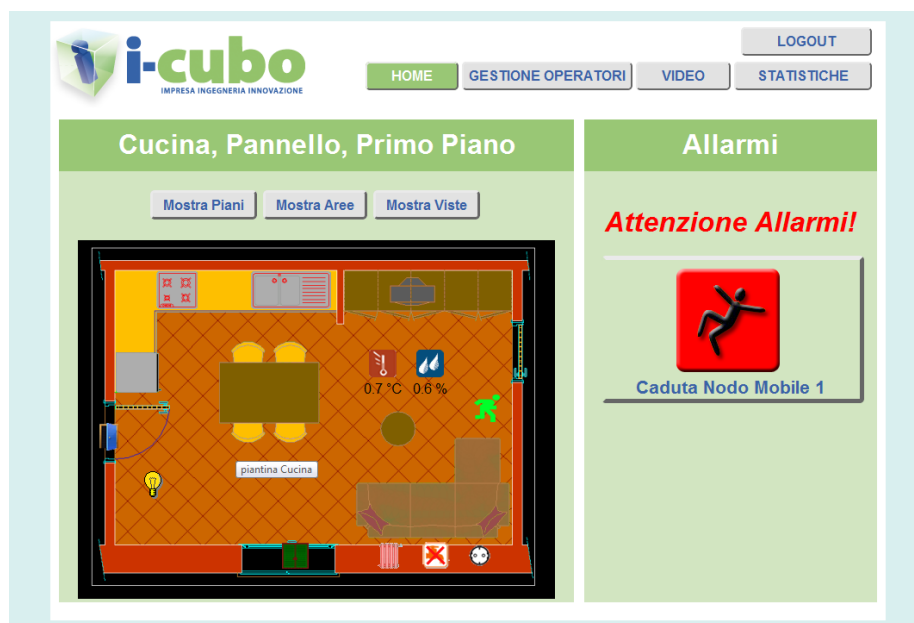 i-cubo
IMPRESA INGEGNERIA INNOVAZIONE
LOGOUT
HOME
GESTIONE OPERATORI
VIDEO
STATISTICHE
Cucina, Pannello, Primo Piano
Mostra Piani
Mostra Aree
Mostra Viste
0.7 °C
0.6 %
piantina Cucina
Allarmi
Attenzione Allarmi!
Caduta Nodo Mobile 1